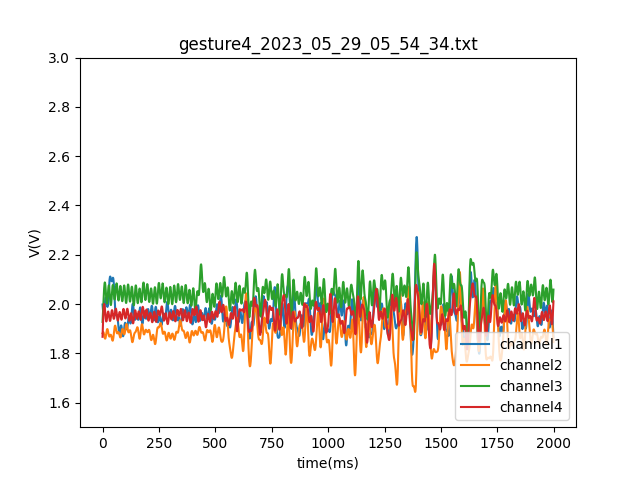 gesture4_2023_05_29_05_54_34.txt
3.0
2.8
2.6
2.4
2.2
2.0
1.8
1.6
V(V)
channel1
channel2
channel3
channel4
0 250 500 750 1000 1250 1500 1750 2000
time(ms)